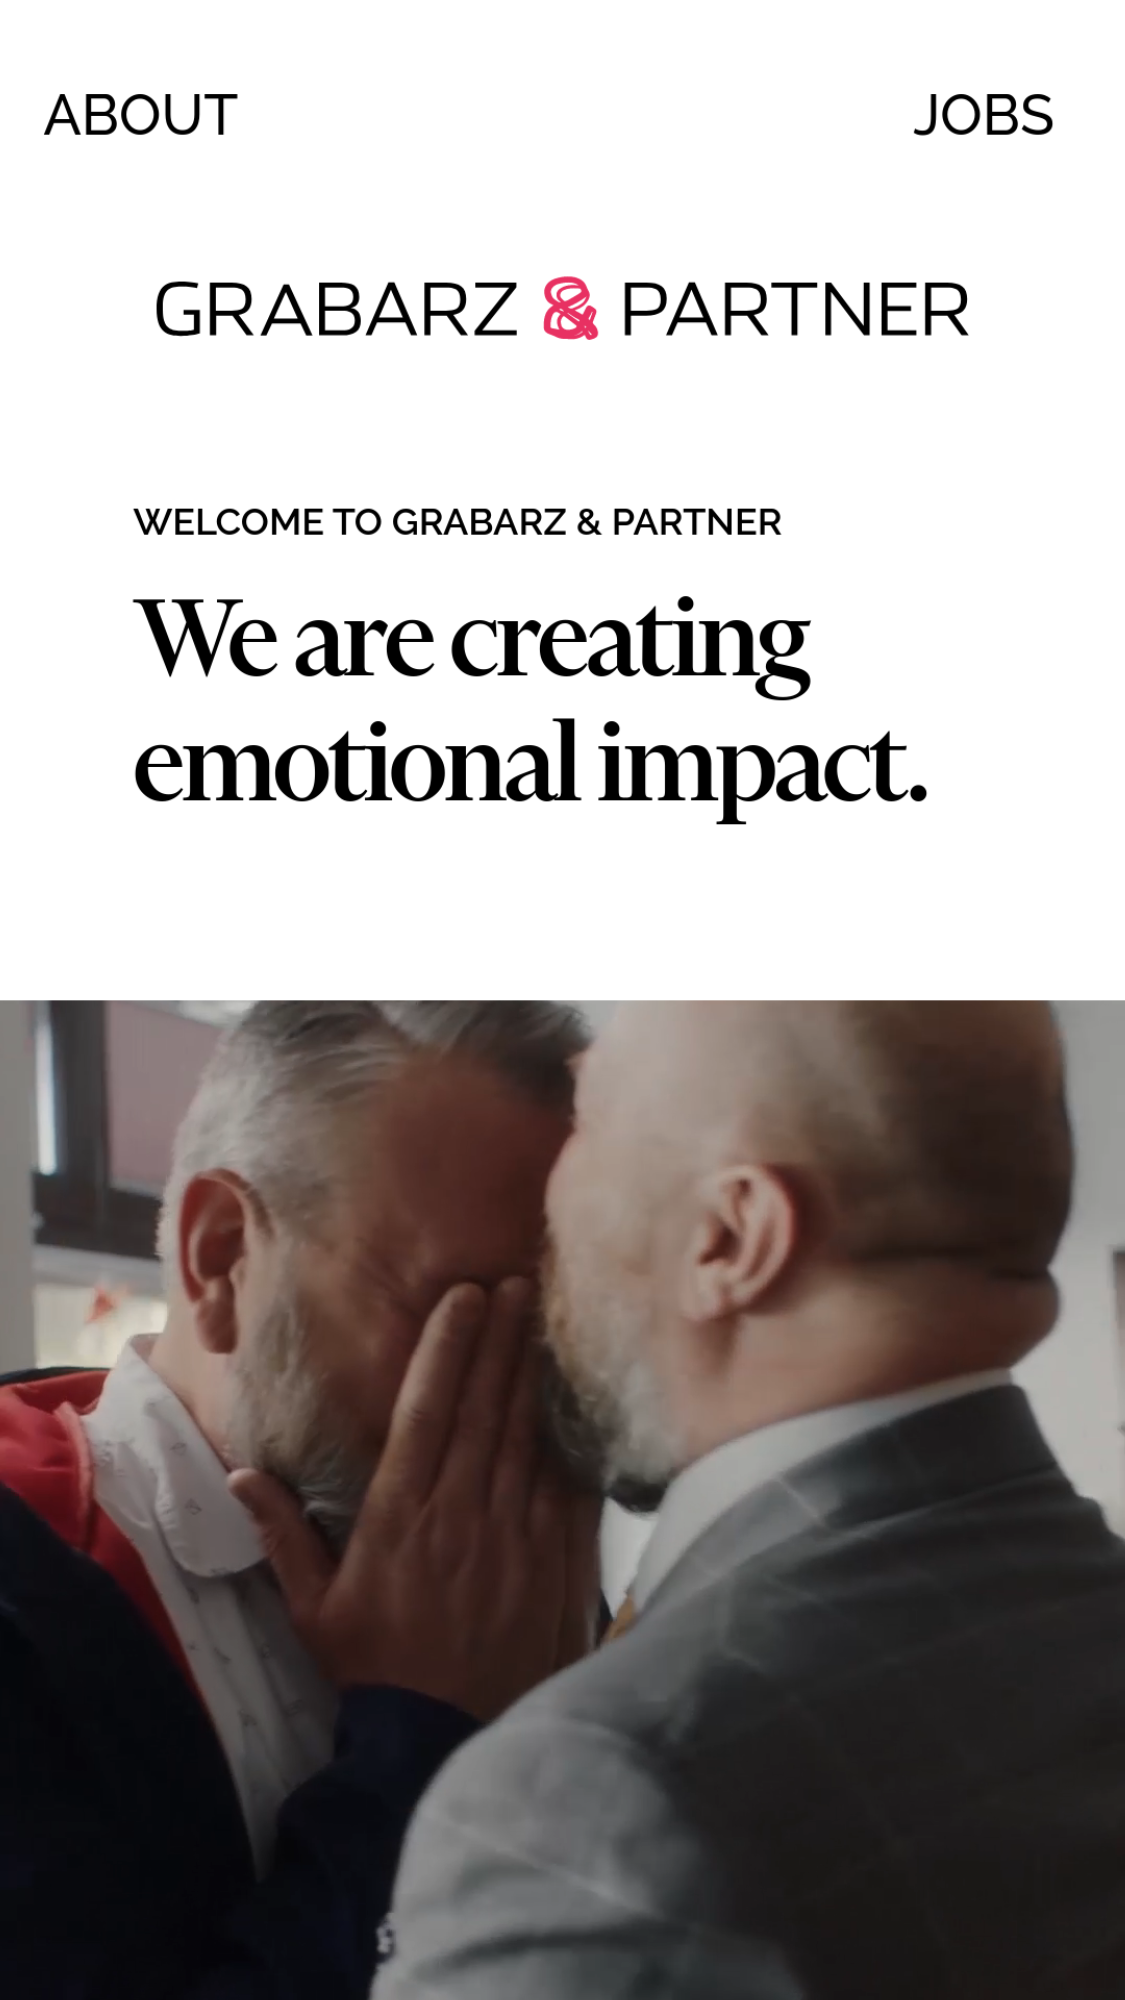 ABOUT
JOBS
GRABARZ & PARTNER
WELCOME TO GRABARZ & PARTNER
We are creating
emotional impact.